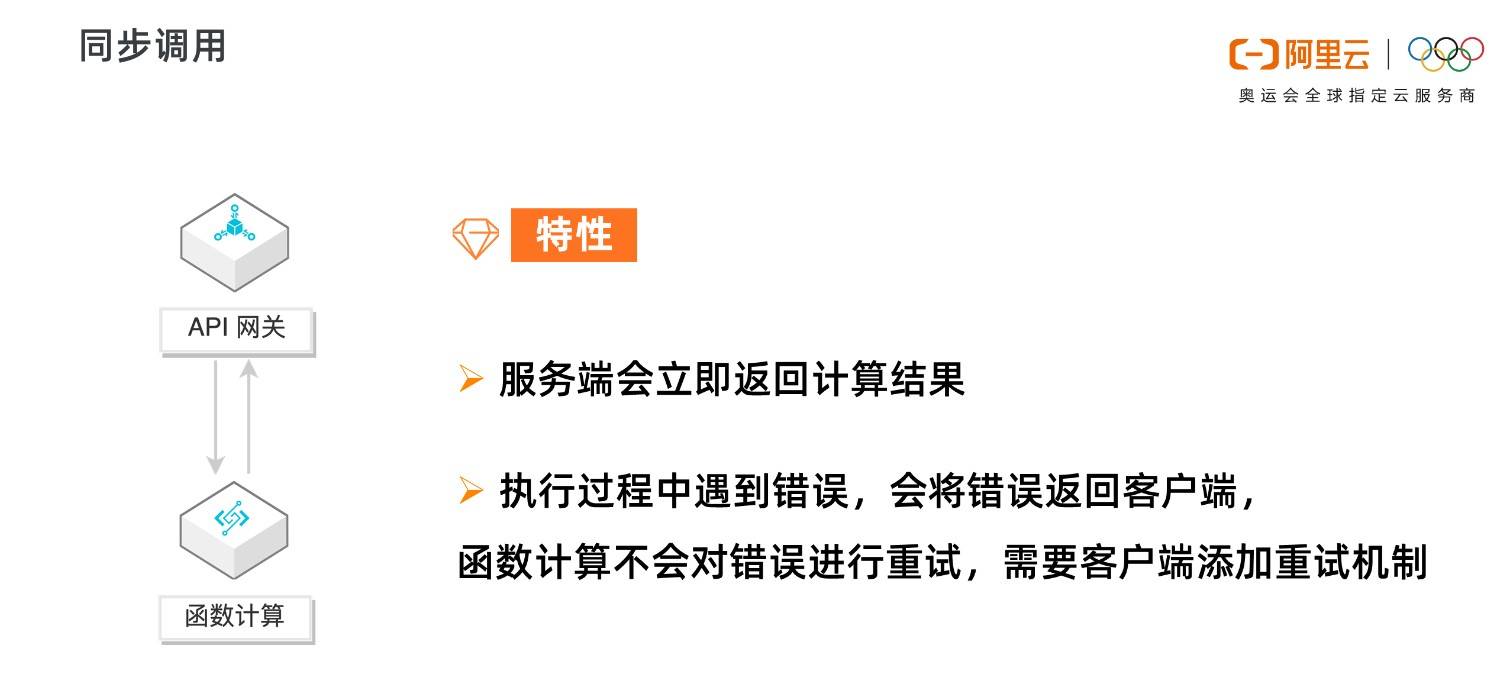 同步调用
阿里云
奥运会全球指定云服务商
特性
API 网关
服务端会立即返回计算结果
执行过程中遇到错误，会将错误返回客户端，
函数计算不会对错误进行重试，需要客户端添加重试机制
函数计算